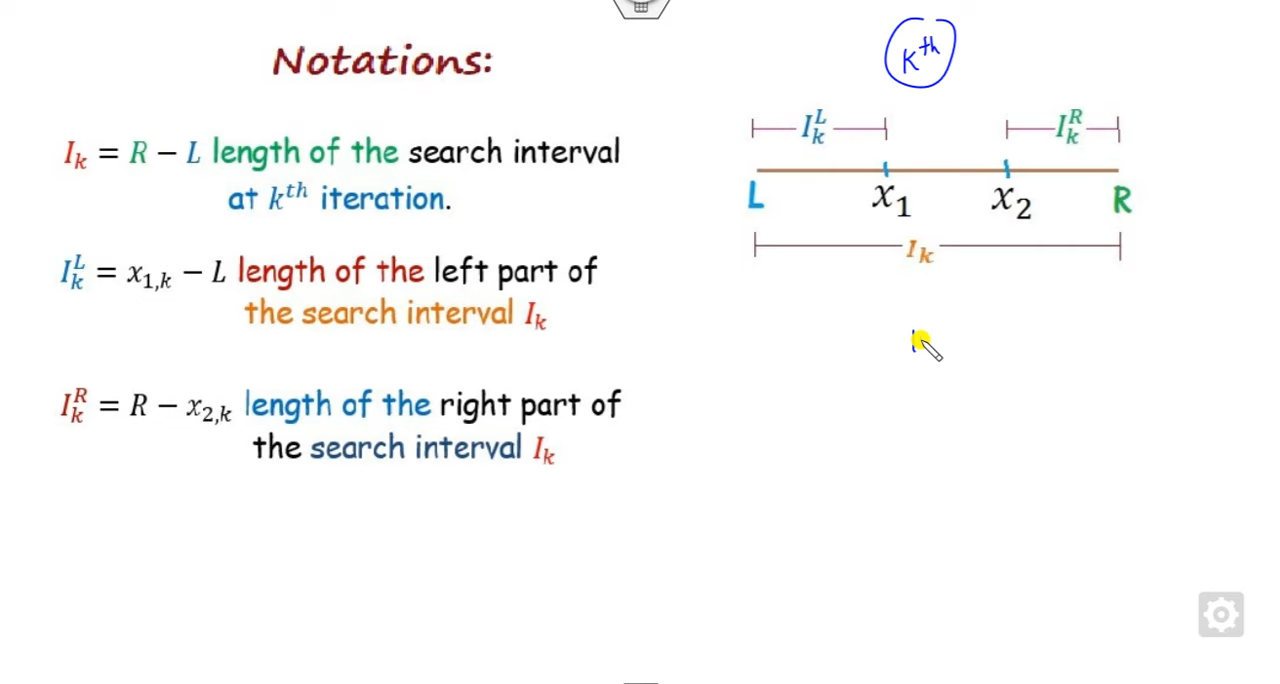 Notations:
I_k = R − L length of the search interval
at k^th iteration.
I_k^L = x_{1,k} − L length of the left part of
the search interval I_k
I_k^R = R − x_{2,k} length of the right part of
the search interval I_k
K^th
I_k^L I_k^R
L x_1 x_2 R
I_k